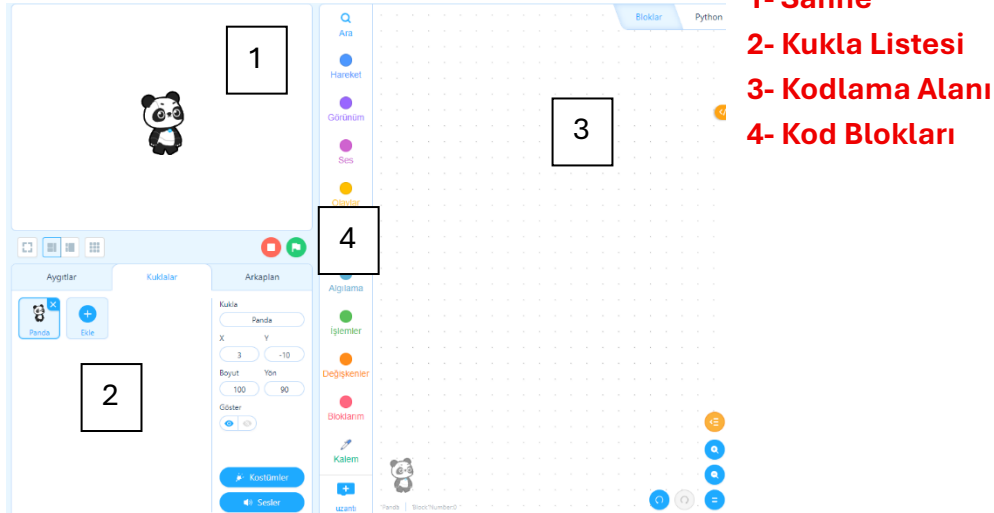 1- Sahne
2- Kukla Listesi
3- Kodlama Alanı
4- Kod Blokları
1
2
3
4
Ara
Hareket
Görünüm
Ses
Olaylar
Algılama
İşlemler
Değişkenler
Bloklarım
Kalem
uzantı
Bloklar
Python
Aygıtlar
Kuklalar
Arkaplan
Panda
Ekle
Kukla
Panda
X Y
3 -10
Boyut Yön
100 90
Göster
Kostümler
Sesler